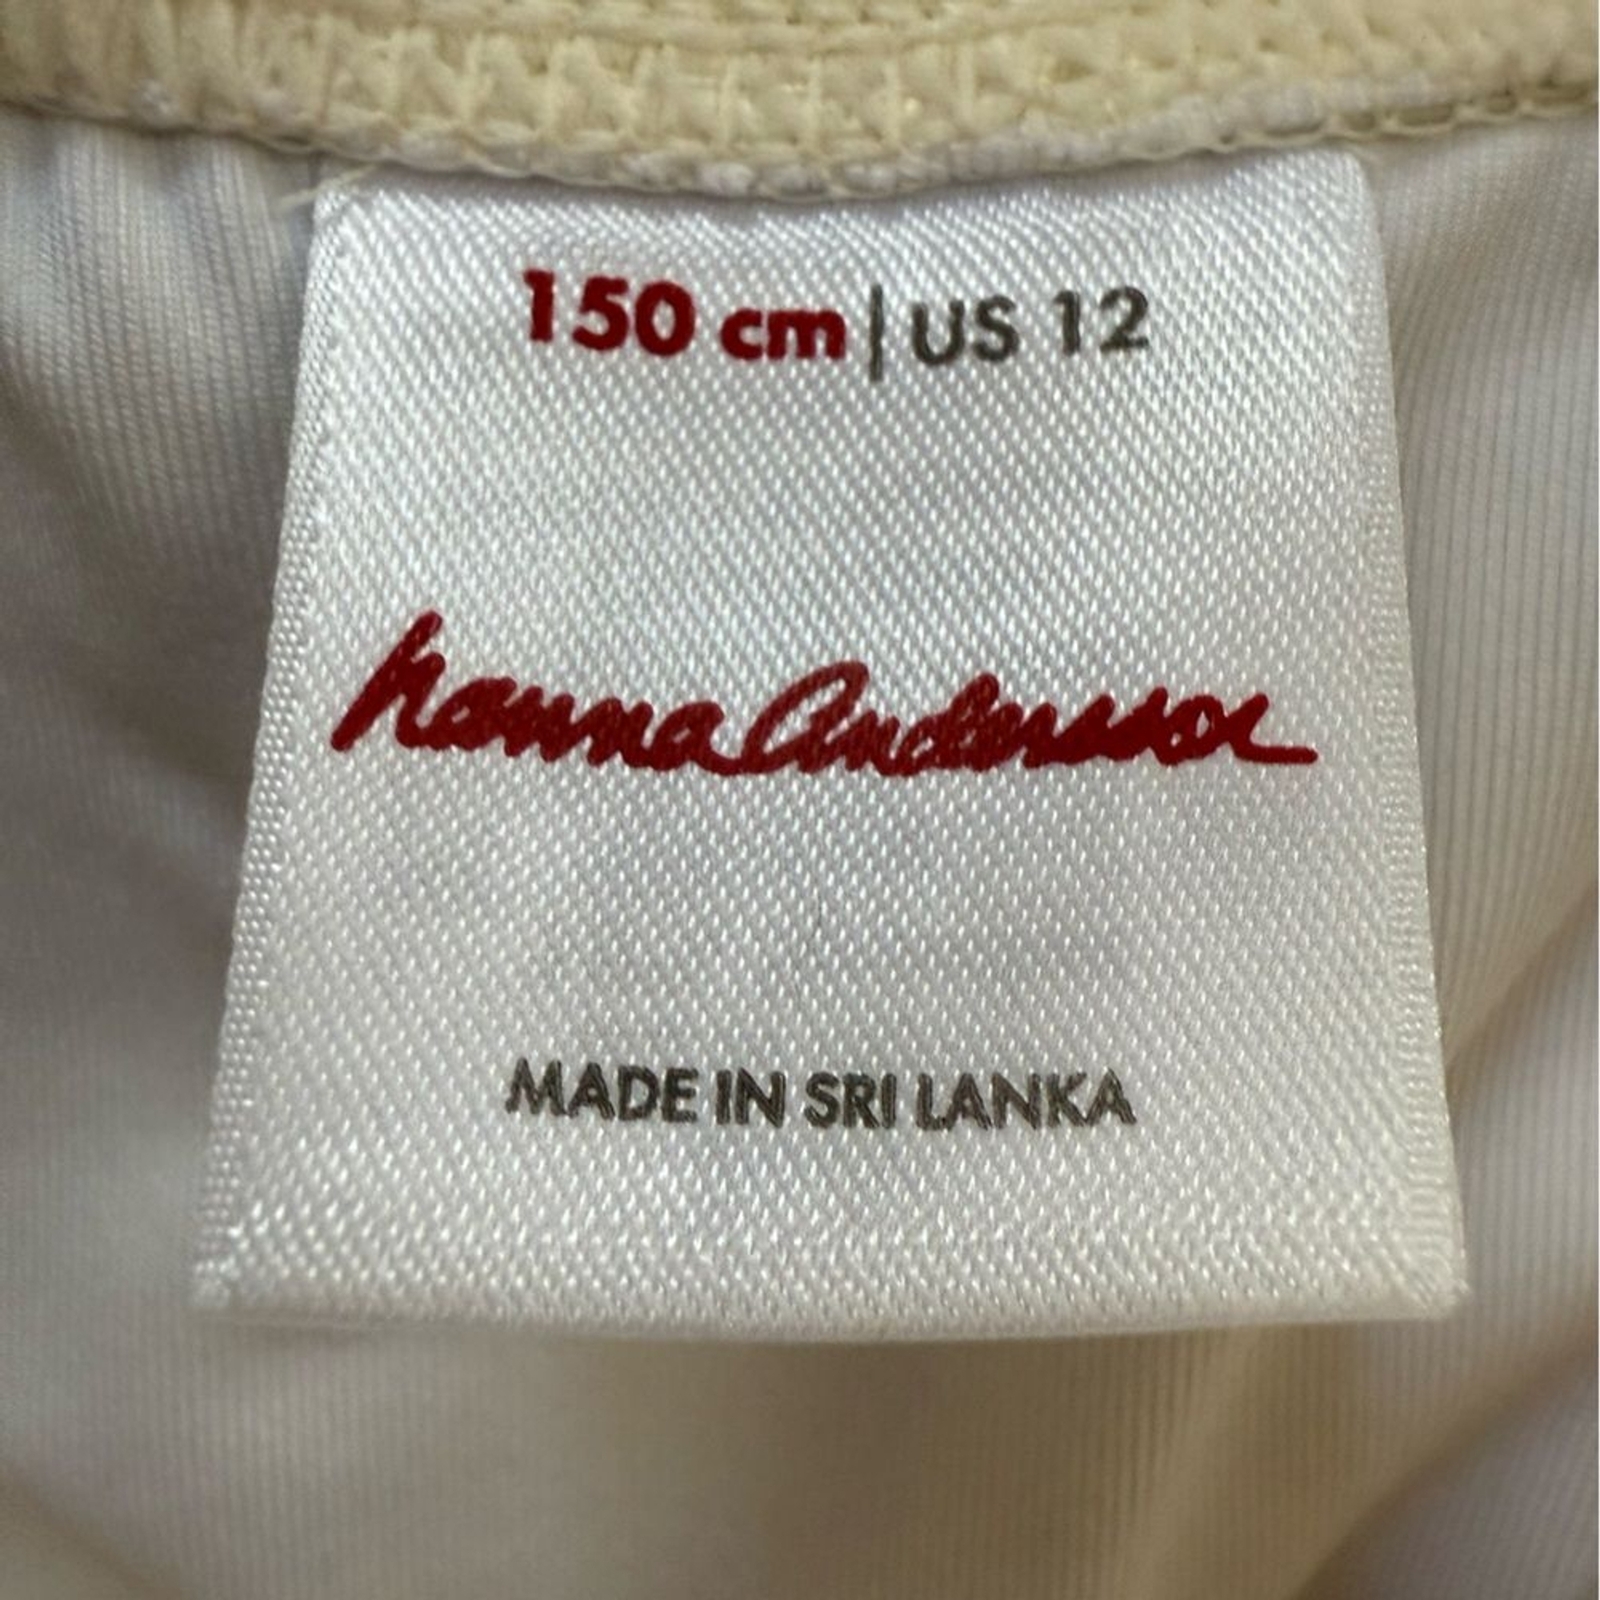 150 cm | US 12
hanna andersson
MADE IN SRI LANKA